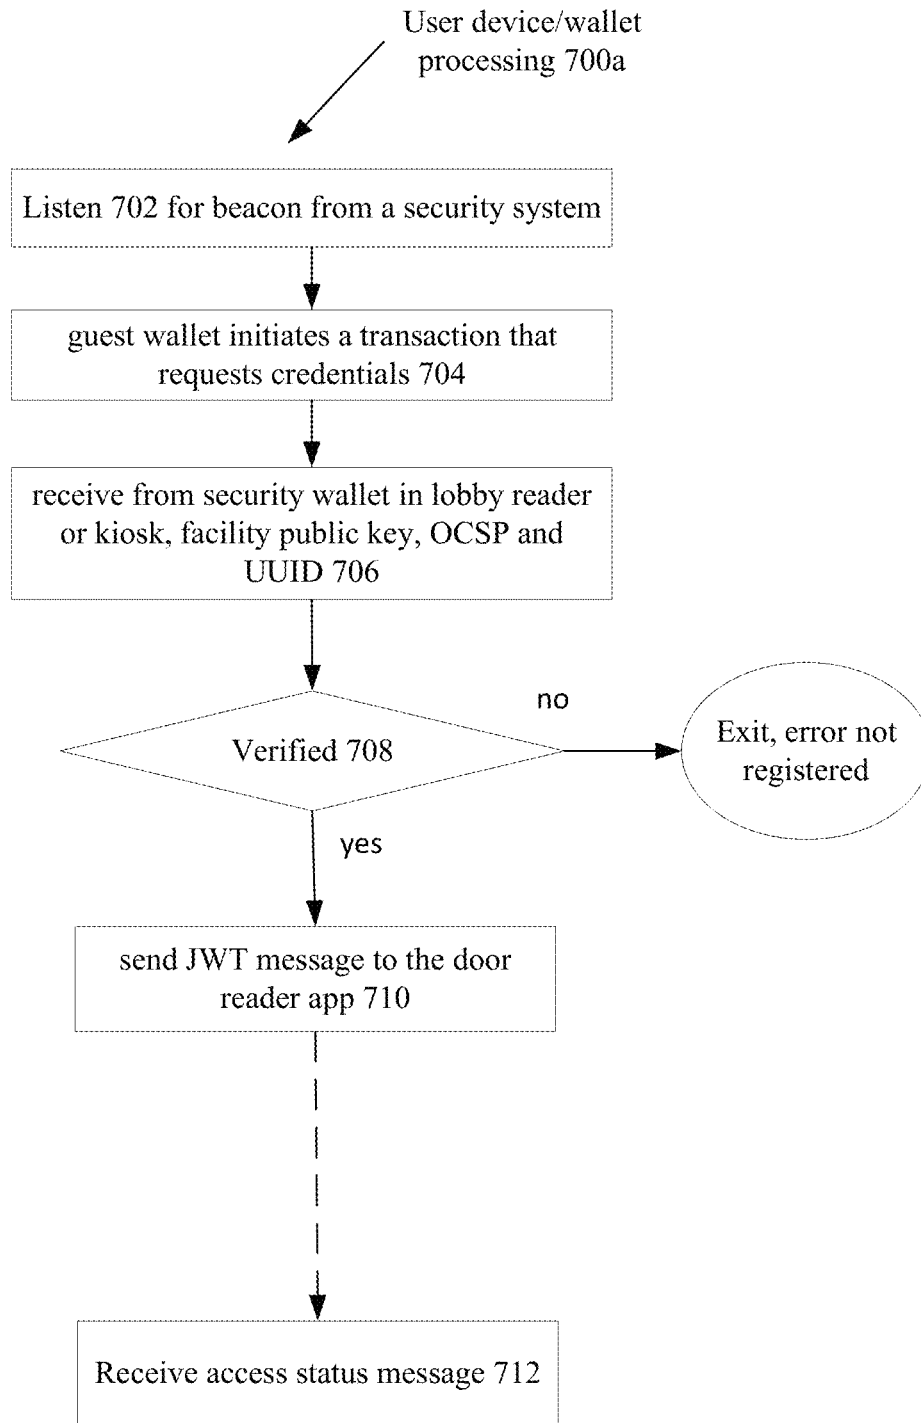 User device/wallet
processing 700a
Listen 702 for beacon from a security system
guest wallet initiates a transaction that
requests credentials 704
receive from security wallet in lobby reader
or kiosk, facility public key, OCSP and
UUID 706
Verified 708
no
Exit, error not
registered
yes
send JWT message to the door
reader app 710
Receive access status message 712